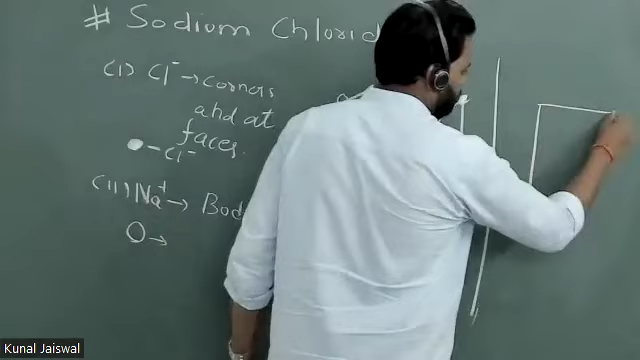 # Sodium Chlorid
(i) Cl⁻ → corners
and at
faces.
● – Cl⁻
(ii) Na⁺ → Bod
O →
Kunal Jaiswal